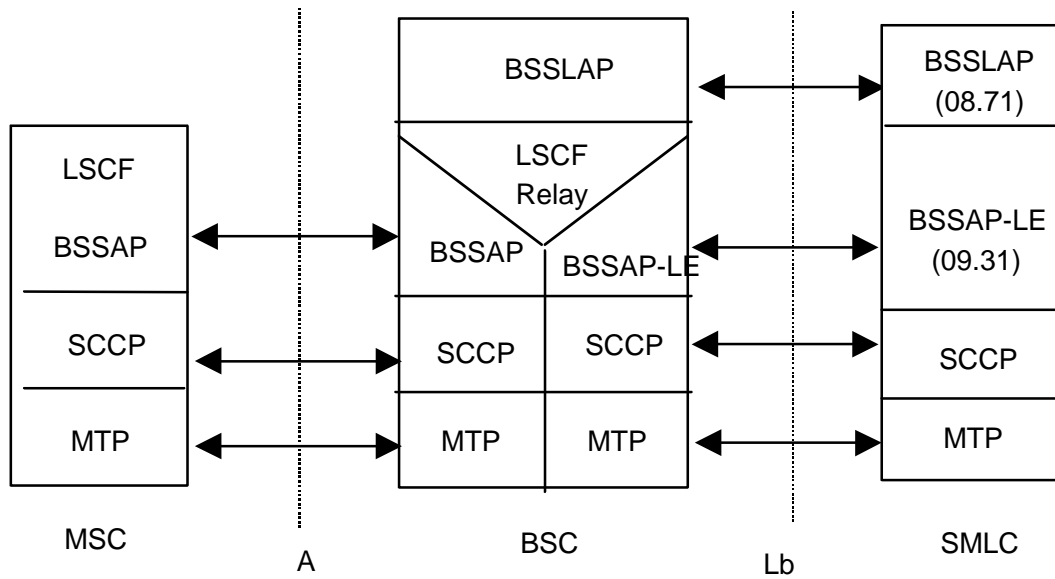 LSCF
BSSAP
SCCP
MTP
MSC
A
BSSLAP
LSCF
Relay
BSSAP
BSSAP-LE
SCCP
SCCP
MTP
MTP
BSC
Lb
BSSLAP
(08.71)
BSSAP-LE
(09.31)
SCCP
MTP
SMLC